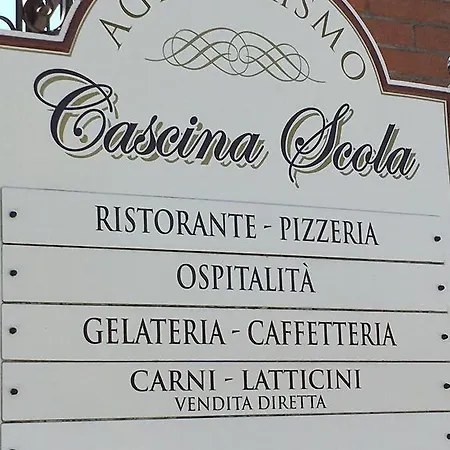 Cascina Scola
RISTORANTE - PIZZERIA
OSPITALITÀ
GELATERIA - CAFFETTERIA
CARNI - LATTICINI
VENDITA DIRETTA